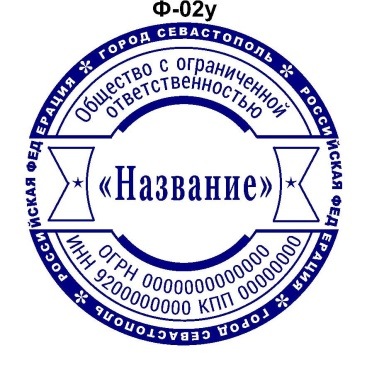 Ф-02у
РОССИЙСКАЯ ФЕДЕРАЦИЯ * ГОРОД СЕВАСТОПОЛЬ * РОССИЙСКАЯ ФЕДЕРАЦИЯ * ГОРОД СЕВАСТОПОЛЬ *
Общество с ограниченной
ответственностью
«Название»
ОГРН 0000000000000
ИНН 9200000000 КПП 00000000